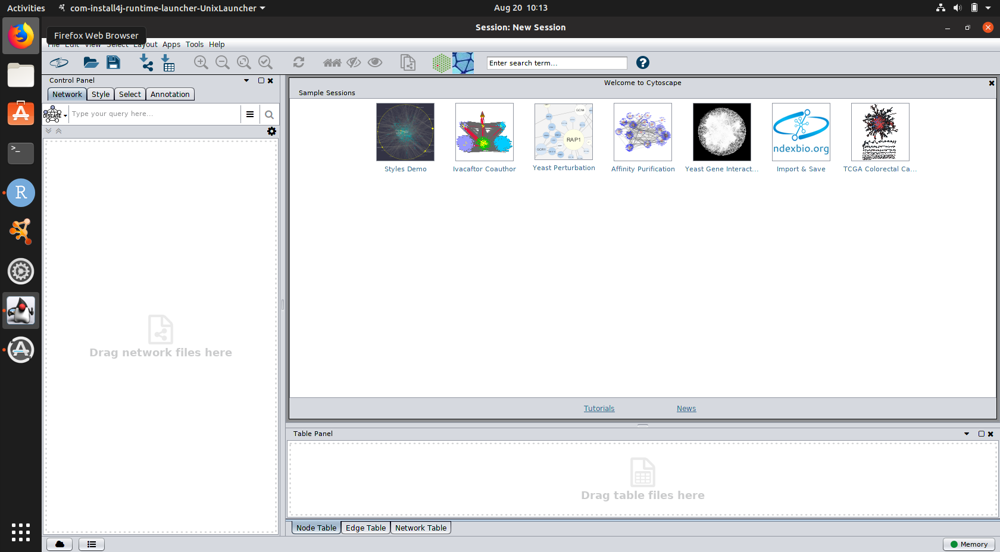 Activities
com-install4j-runtime-launcher-UnixLauncher
Aug 20 10:13
Session: New Session
Firefox Web Browser
File Edit View Select Layout Apps Tools Help
Enter search term...
?
Control Panel
Network Style Select Annotation
DISEASE
Type your query here...
Drag network files here
Welcome to Cytoscape
Sample Sessions
GCN4
RAP1
GCR1
ndexbio.org
Styles Demo
Ivacaftor Coauthor
Yeast Perturbation
Affinity Purification
Yeast Gene Interact...
Import & Save
TCGA Colorectal Ca...
Tutorials
News
Table Panel
Drag table files here
Node Table Edge Table Network Table
Memory
>_
R